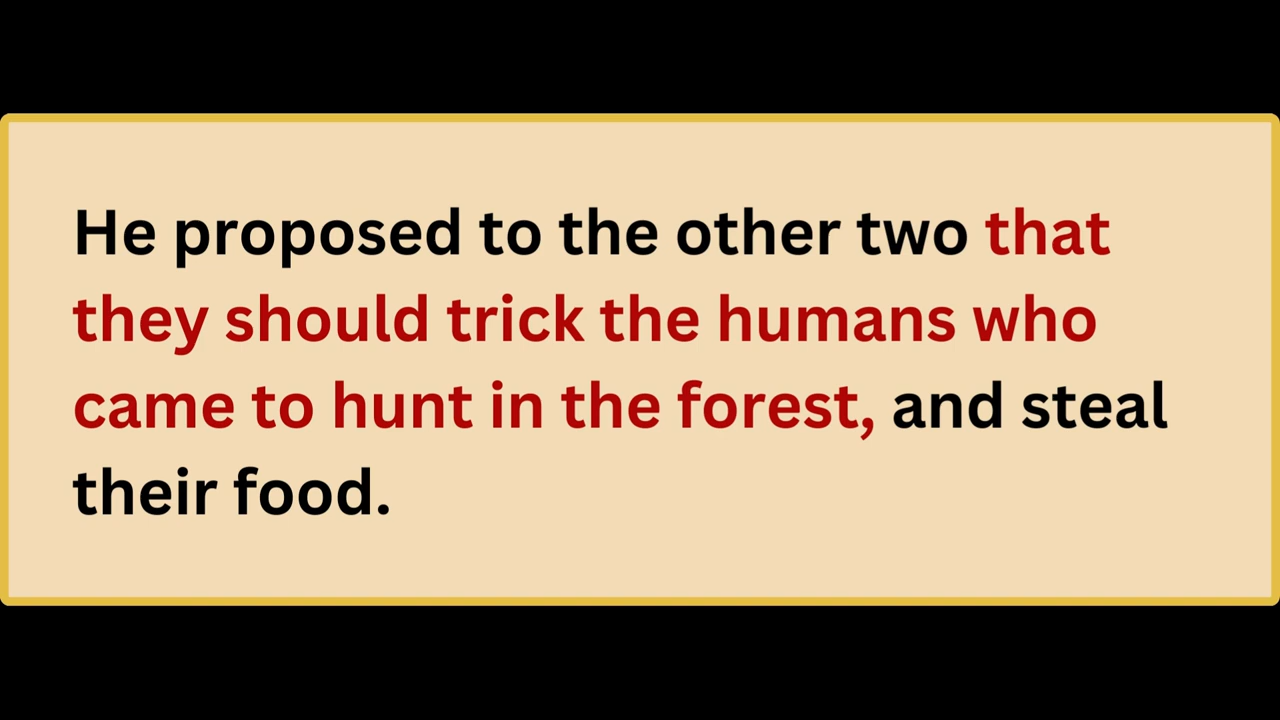 He proposed to the other two that
they should trick the humans who
came to hunt in the forest, and steal
their food.